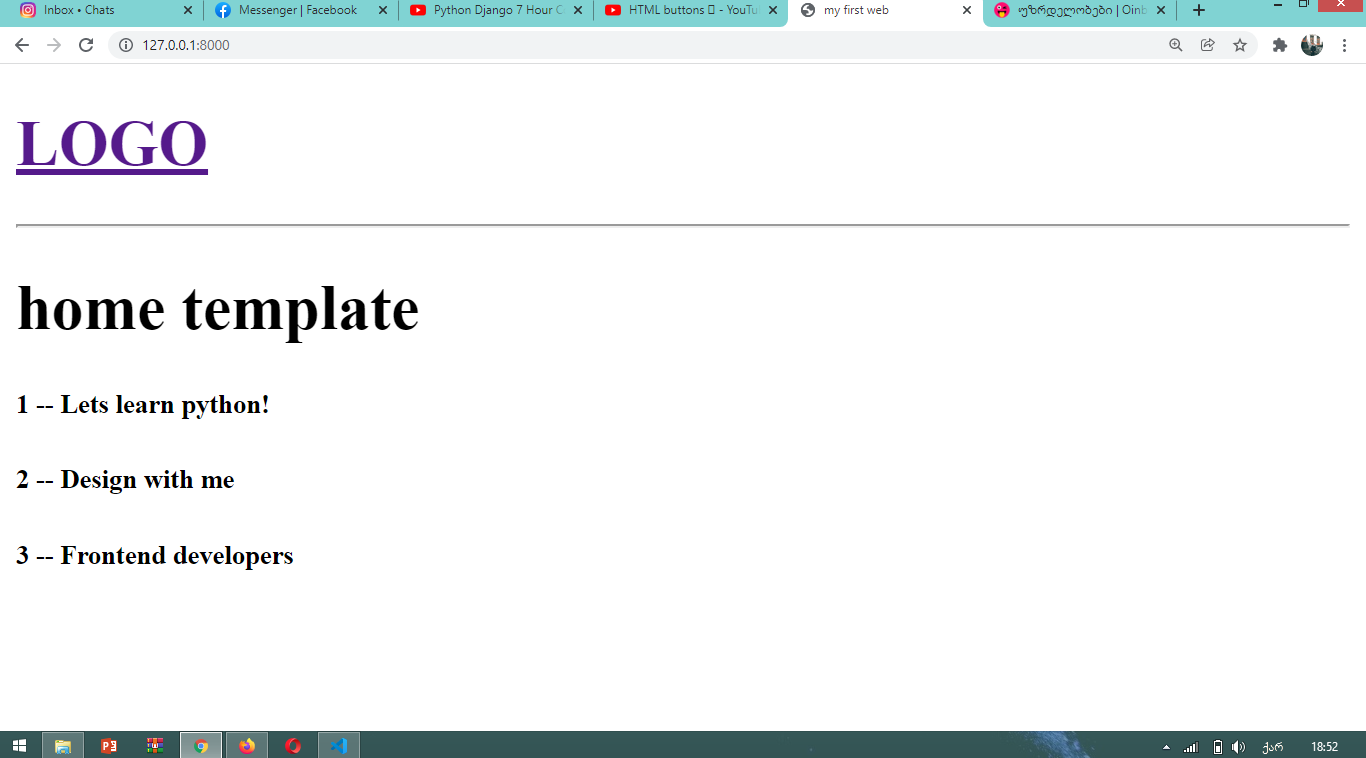 Inbox • Chats
Messenger | Facebook
Python Django 7 Hour C
HTML buttons - YouTu
my first web
უზრდელობები | Oinb
127.0.0.1:8000
LOGO
home template
1 -- Lets learn python!
2 -- Design with me
3 -- Frontend developers
ქარ
18:52